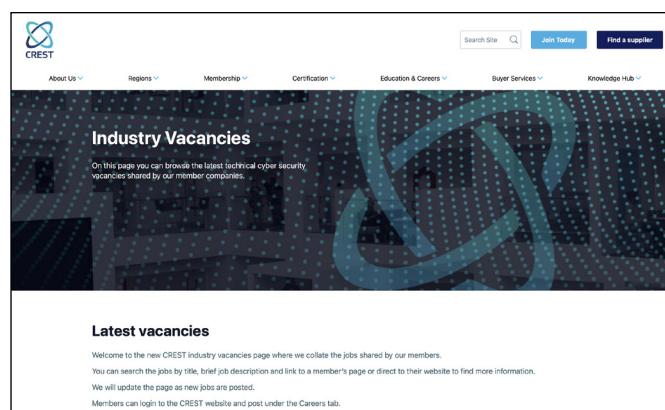 CREST
Search Site
Join Today
Find a supplier
About Us
Regions
Membership
Certification
Education & Careers
Buyer Services
Knowledge Hub
Industry Vacancies
On this page you can browse the latest technical cyber security
vacancies shared by our member companies.
Latest vacancies
Welcome to the new CREST industry vacancies page where we collate the jobs shared by our members.
You can search the jobs by title, brief job description and link to a member's page or direct to their website to find more information.
We will update the page as new jobs are posted.
Members can login to the CREST website and post under the Careers tab.